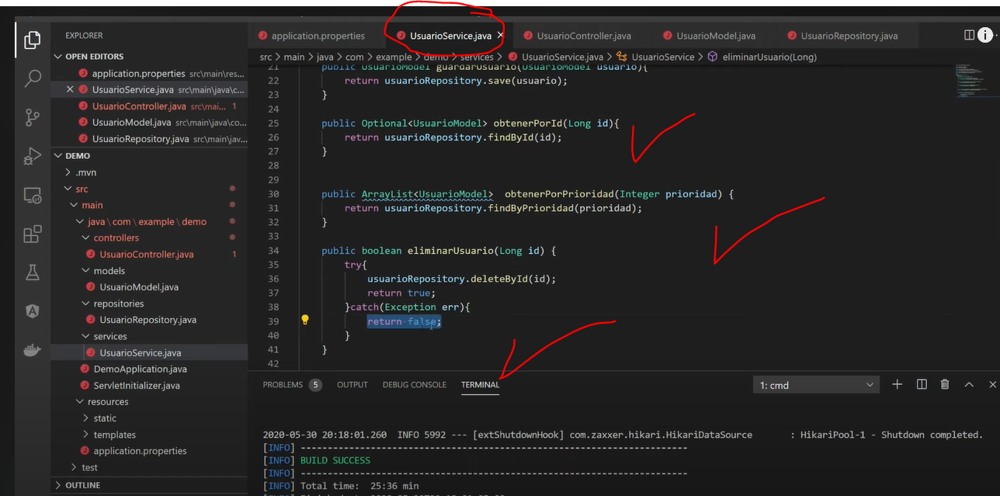 EXPLORER
OPEN EDITORS
application.properties src\main\res...
UsuarioService.java src\main\java\c...
UsuarioController.java src\mai... 1
UsuarioModel.java src\main\java\co...
UsuarioRepository.java src\main\jav...
DEMO
.mvn
src
main
java \ com \ example \ demo
controllers
UsuarioController.java 1
models
UsuarioModel.java
repositories
UsuarioRepository.java
services
UsuarioService.java
DemoApplication.java
ServletInitializer.java
resources
static
templates
application.properties
test
OUTLINE
application.properties UsuarioService.java UsuarioController.java UsuarioModel.java UsuarioRepository.java
src > main > java > com > example > demo > services > UsuarioService.java > UsuarioService > eliminarUsuario(Long)
21 public UsuarioModel guardarUsuario(UsuarioModel usuario){
22 return usuarioRepository.save(usuario);
23 }
24
25 public Optional<UsuarioModel> obtenerPorId(Long id){
26 return usuarioRepository.findById(id);
27 }
28
29
30 public ArrayList<UsuarioModel> obtenerPorPrioridad(Integer prioridad) {
31 return usuarioRepository.findByPrioridad(prioridad);
32 }
33
34 public boolean eliminarUsuario(Long id) {
35 try{
36 usuarioRepository.deleteById(id);
37 return true;
38 }catch(Exception err){
39 return false;
40 }
41 }
42
PROBLEMS 5 OUTPUT DEBUG CONSOLE TERMINAL 1: cmd
2020-05-30 20:18:01.260 INFO 5992 --- [extShutdownHook] com.zaxxer.hikari.HikariDataSource : HikariPool-1 - Shutdown completed.
[INFO] ------------------------------------------------------------------------
[INFO] BUILD SUCCESS
[INFO] ------------------------------------------------------------------------
[INFO] Total time: 25:36 min